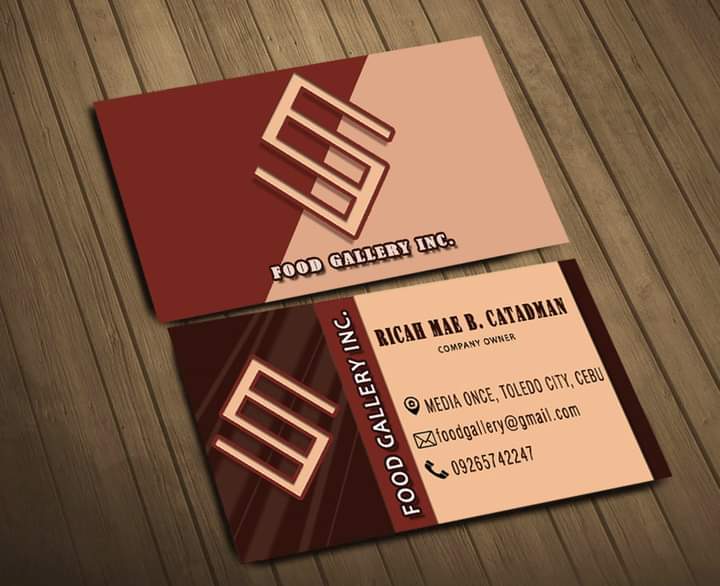 FOOD GALLERY INC.
FOOD GALLERY INC.
RICAH MAE B. CATADMAN
COMPANY OWNER
MEDIA ONCE, TOLEDO CITY, CEBU
foodgallery@gmail.com
09265742247